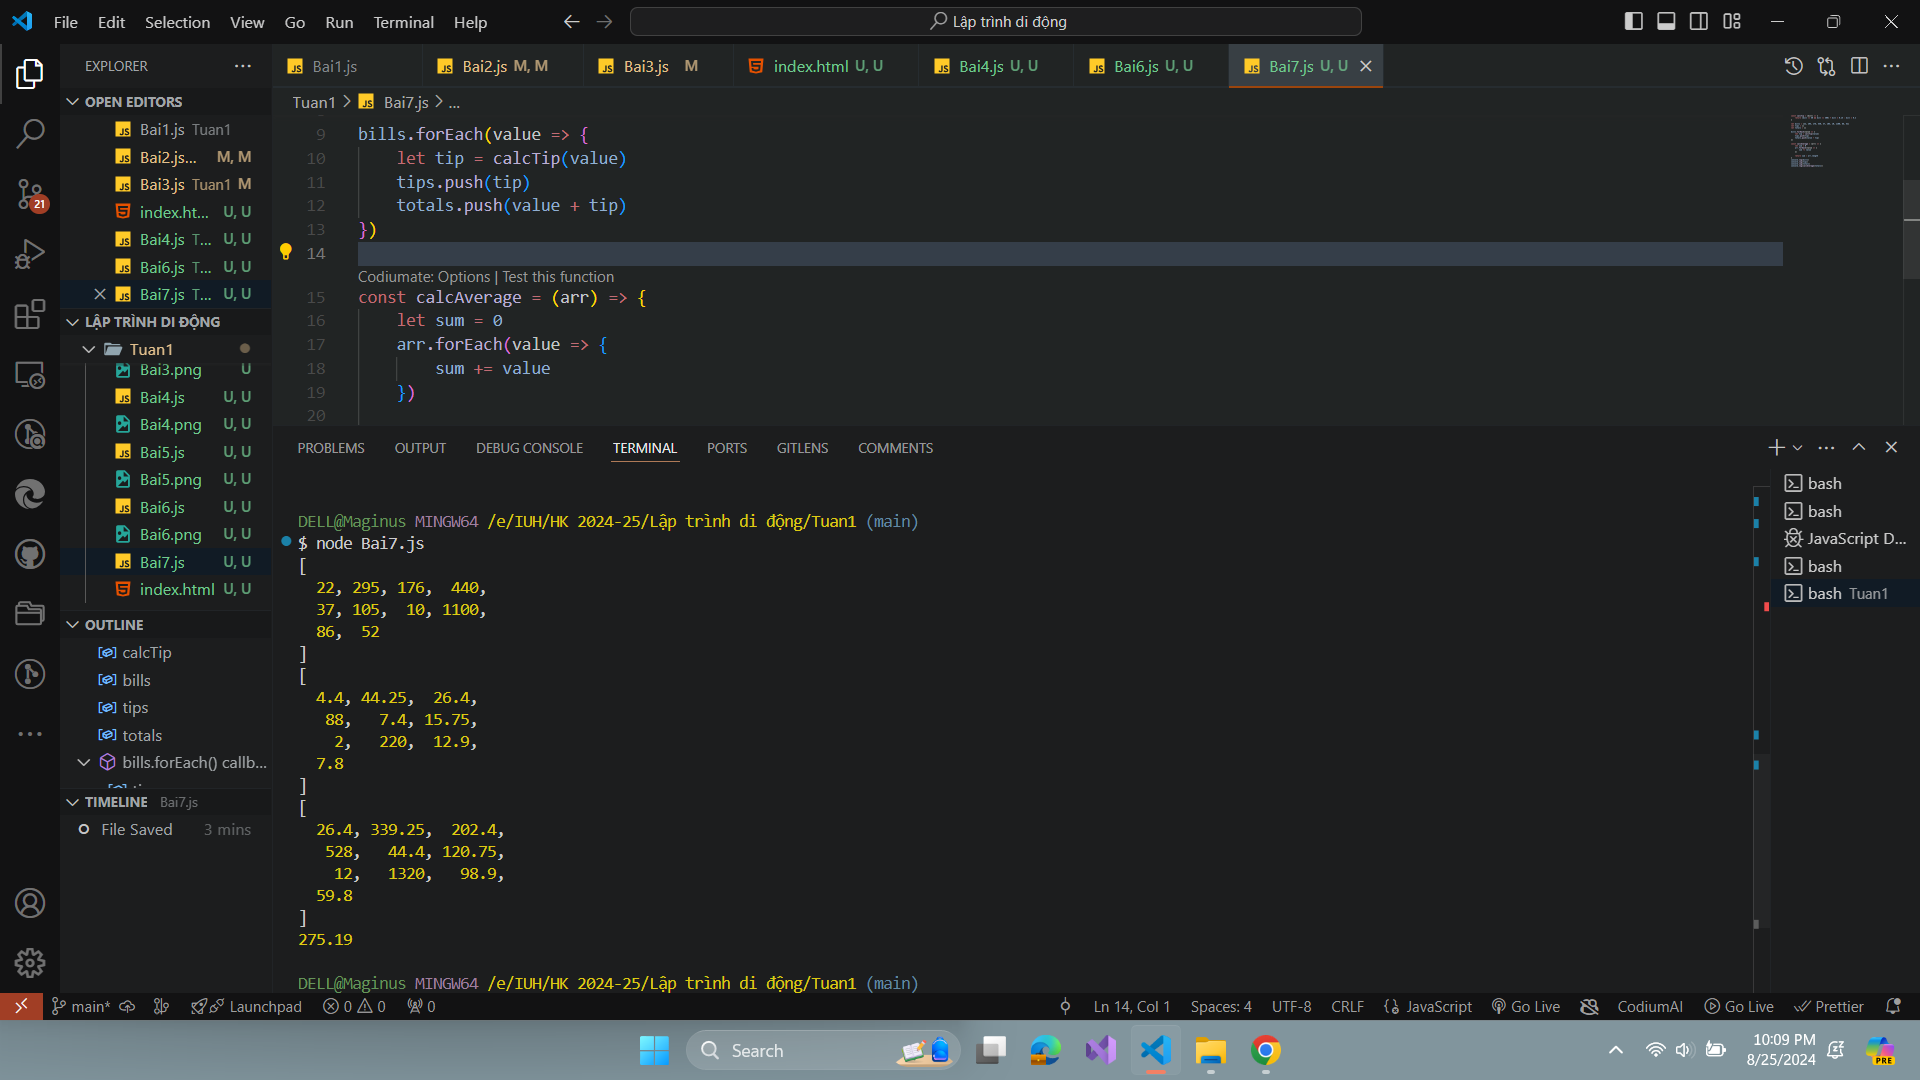 File Edit Selection View Go Run Terminal Help
Lập trình di động
EXPLORER
Bai1.js
Bai2.js M, M
Bai3.js M
index.html U, U
Bai4.js U, U
Bai6.js U, U
Bai7.js U, U
OPEN EDITORS
Bai1.js Tuan1
Bai2.js... M, M
Bai3.js Tuan1 M
index.ht... U, U
Bai4.js T... U, U
Bai6.js T... U, U
Bai7.js T... U, U
21
LẬP TRÌNH DI ĐỘNG
Tuan1
Bai3.png U
Bai4.js U, U
Bai4.png U, U
Bai5.js U, U
Bai5.png U, U
Bai6.js U, U
Bai6.png U, U
Bai7.js U, U
index.html U, U
OUTLINE
calcTip
bills
tips
totals
bills.forEach() callb...
TIMELINE Bai7.js
File Saved 3 mins
Tuan1 > Bai7.js > ...
9 bills.forEach(value => {
10 let tip = calcTip(value)
11 tips.push(tip)
12 totals.push(value + tip)
13 })
14
Codiumate: Options | Test this function
15 const calcAverage = (arr) => {
16 let sum = 0
17 arr.forEach(value => {
18 sum += value
19 })
20
PROBLEMS OUTPUT DEBUG CONSOLE TERMINAL PORTS GITLENS COMMENTS
DELL@Maginus MINGW64 /e/IUH/HK 2024-25/Lập trình di động/Tuan1 (main)
$ node Bai7.js
[
22, 295, 176, 440,
37, 105, 10, 1100,
86, 52
]
[
4.4, 44.25, 26.4,
88, 7.4, 15.75,
2, 220, 12.9,
7.8
]
[
26.4, 339.25, 202.4,
528, 44.4, 120.75,
12, 1320, 98.9,
59.8
]
275.19
DELL@Maginus MINGW64 /e/IUH/HK 2024-25/Lập trình di động/Tuan1 (main)
bash
bash
JavaScript D...
bash
bash Tuan1
main* Launchpad 0 0 0
Ln 14, Col 1 Spaces: 4 UTF-8 CRLF {} JavaScript Go Live CodiumAI Go Live Prettier
Search
10:09 PM
8/25/2024
PRE